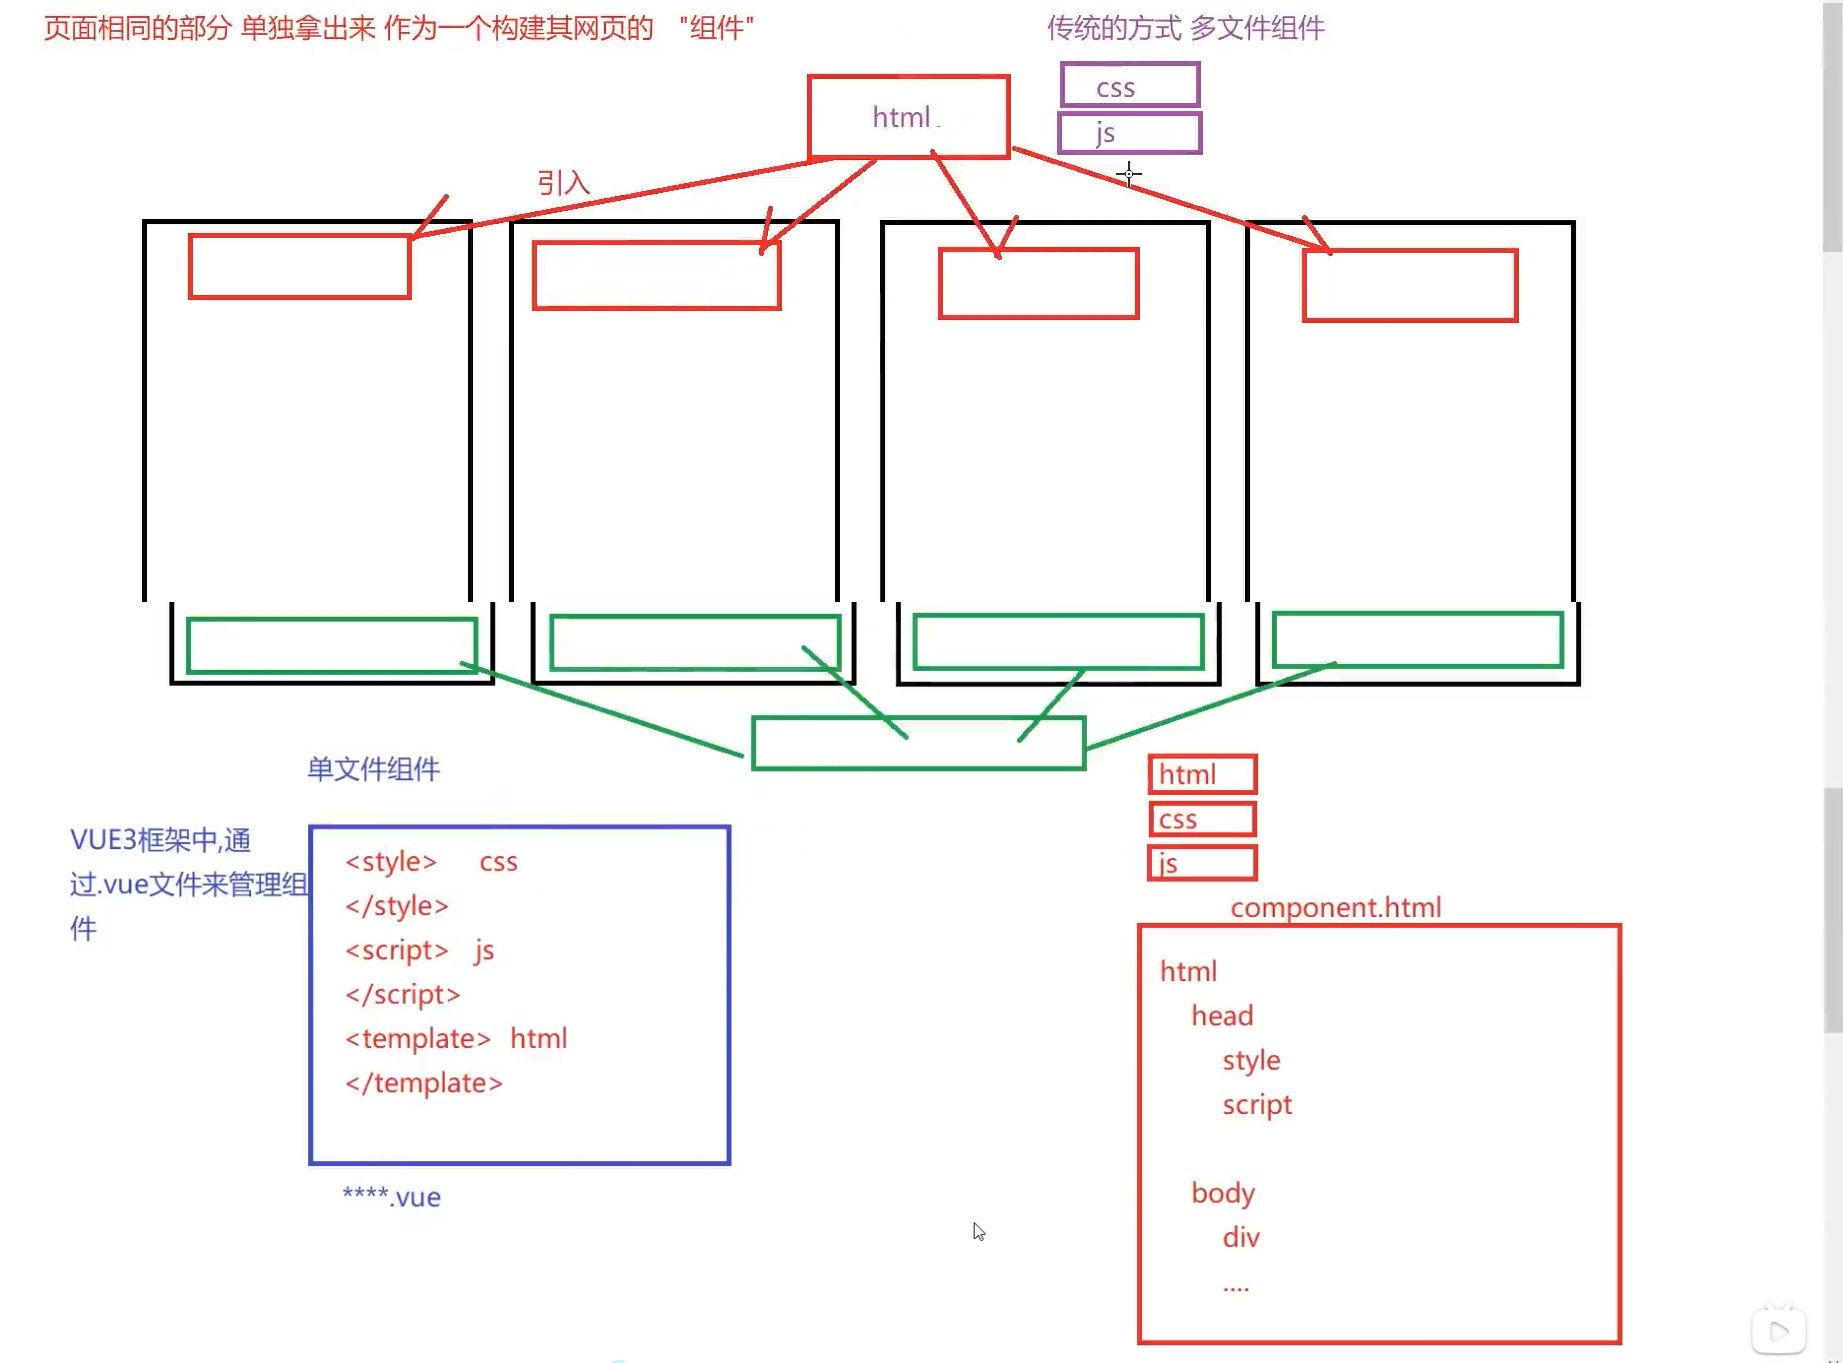 页面相同的部分 单独拿出来 作为一个构建其网页的 "组件"
传统的方式 多文件组件
html
css
js
引入
单文件组件
VUE3框架中,通
过.vue文件来管理组
件
<style> css
</style>
<script> js
</script>
<template> html
</template>
****.vue
html
css
js
component.html
html
head
style
script
body
div
....